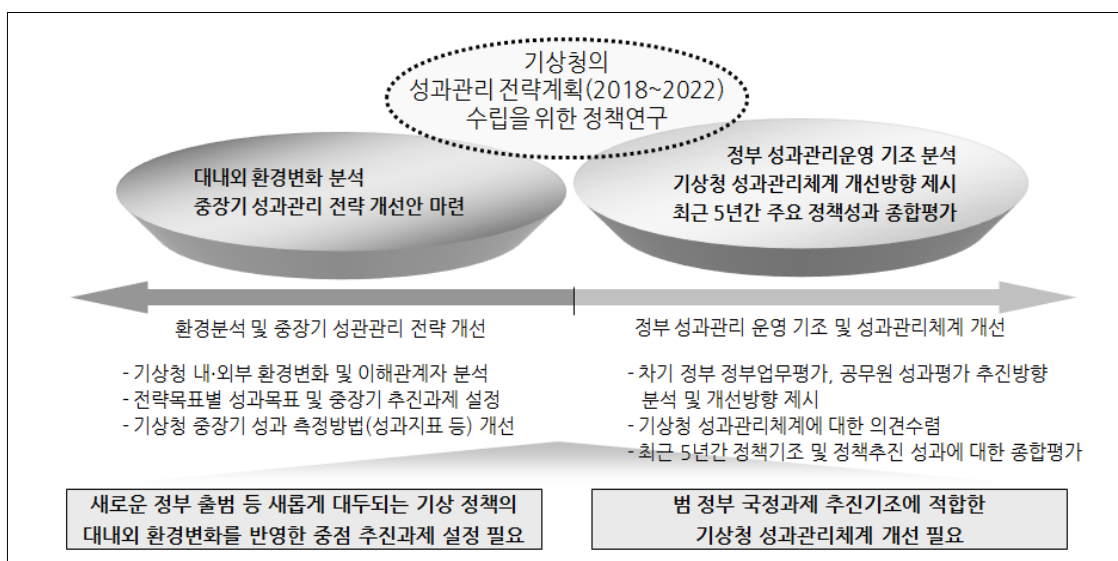 기상청의
성과관리 전략계획(2018~2022)
수립을 위한 정책연구
대내외 환경변화 분석
중장기 성과관리 전략 개선안 마련
정부 성과관리운영 기조 분석
기상청 성과관리체계 개선방향 제시
최근 5년간 주요 정책성과 종합평가
환경분석 및 중장기 성관관리 전략 개선
- 기상청 내·외부 환경변화 및 이해관계자 분석
- 전략목표별 성과목표 및 중장기 추진과제 설정
- 기상청 중장기 성과 측정방법(성과지표 등) 개선
정부 성과관리 운영 기조 및 성과관리체계 개선
- 차기 정부 정부업무평가, 공무원 성과평가 추진방향
분석 및 개선방향 제시
- 기상청 성과관리체계에 대한 의견수렴
- 최근 5년간 정책기조 및 정책추진 성과에 대한 종합평가
새로운 정부 출범 등 새롭게 대두되는 기상 정책의
대내외 환경변화를 반영한 중점 추진과제 설정 필요
범 정부 국정과제 추진기조에 적합한
기상청 성과관리체계 개선 필요